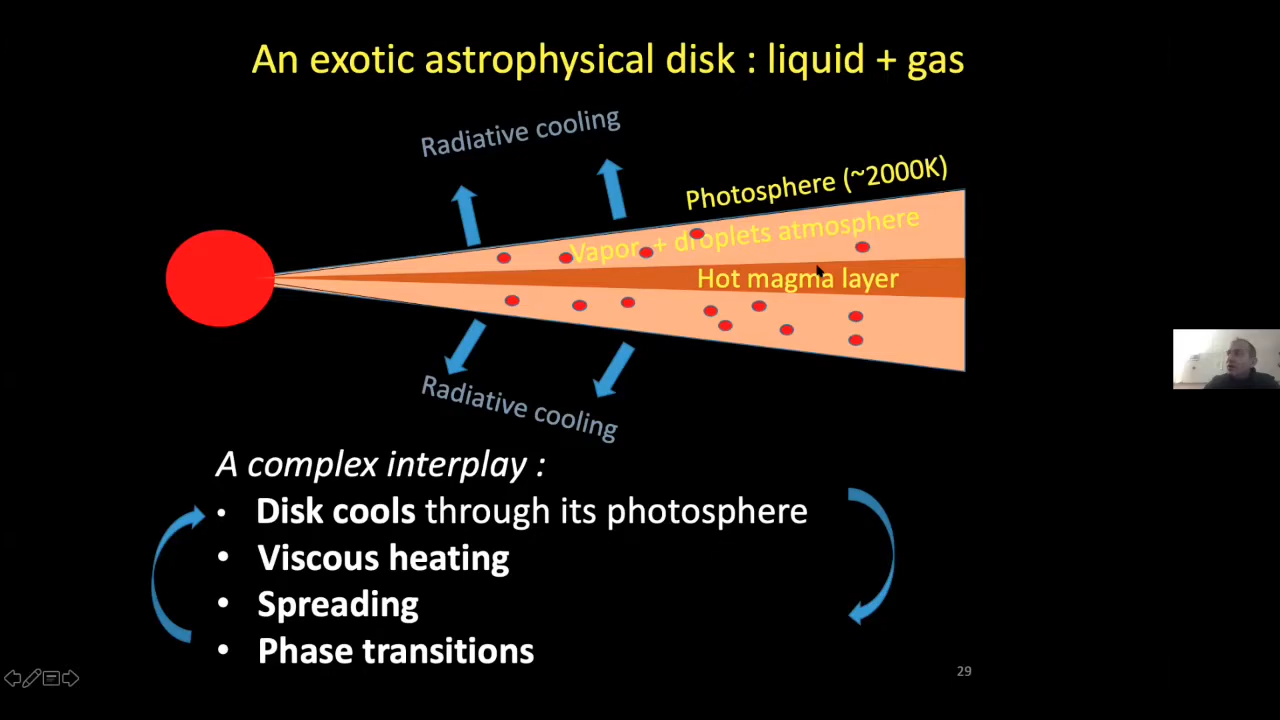 An exotic astrophysical disk : liquid + gas
Radiative cooling
Photosphere (~2000K)
Vapor + droplets atmosphere
Hot magma layer
Radiative cooling
A complex interplay :
• Disk cools through its photosphere
• Viscous heating
• Spreading
• Phase transitions
29